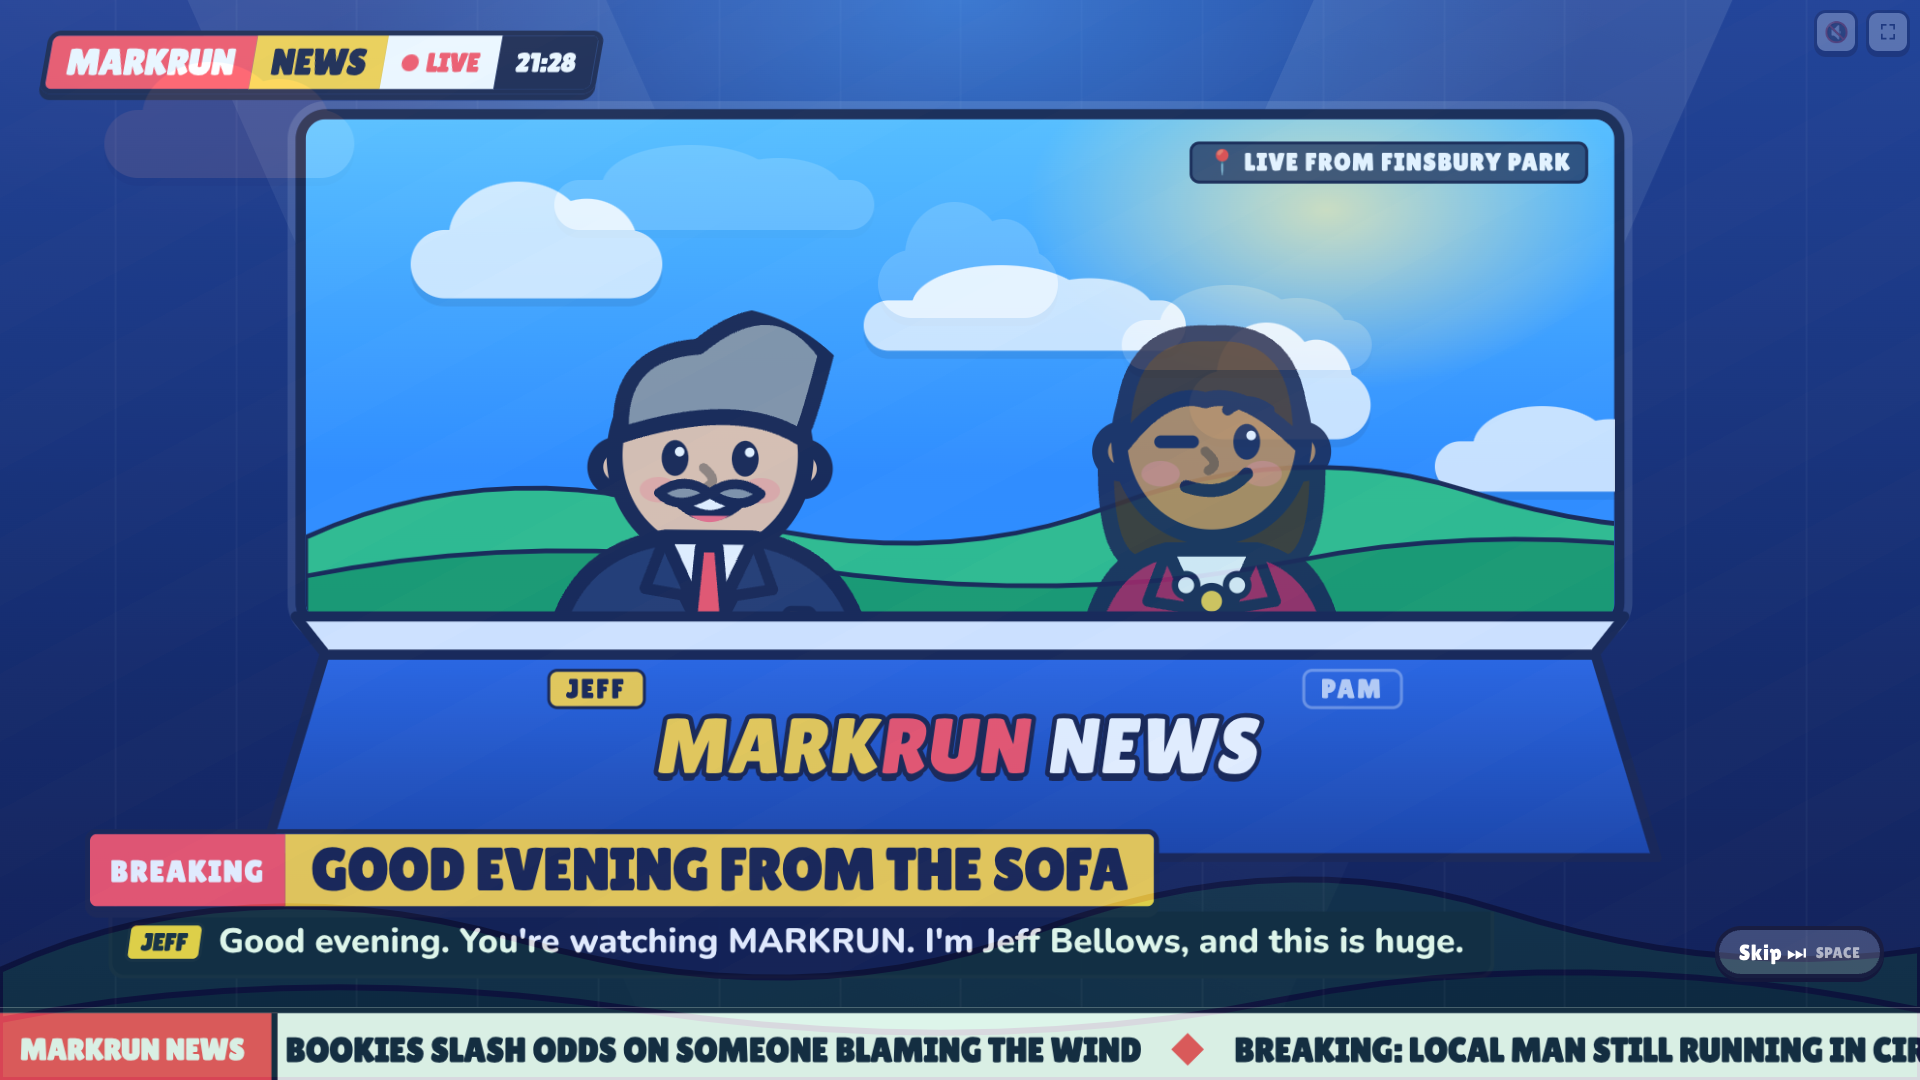 MARKRUN NEWS LIVE 21:28
LIVE FROM FINSBURY PARK
JEFF
PAM
MARKRUN NEWS
BREAKING
GOOD EVENING FROM THE SOFA
JEFF Good evening. You're watching MARKRUN. I'm Jeff Bellows, and this is huge.
Skip SPACE
MARKRUN NEWS
BOOKIES SLASH ODDS ON SOMEONE BLAMING THE WIND
BREAKING: LOCAL MAN STILL RUNNING IN CIR